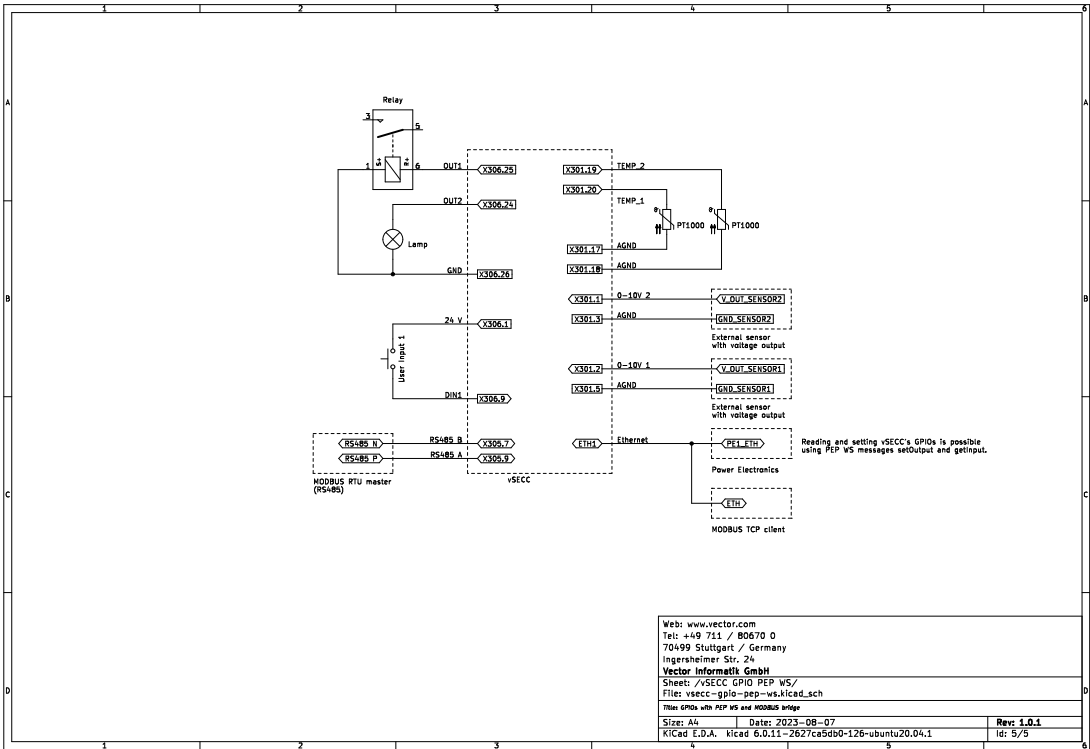 1 2 3 4 5 6
A A
B B
C C
D D
1 2 3 4 5 6
Relay
3
5
S+
R+
1
6
OUT1
X306.25
OUT2
X306.24
Lamp
GND
X306.26
24 V
X306.1
User Input 1
DIN1
X306.9
RS485 N
RS485 B
X305.7
RS485 P
RS485 A
X305.9
MODBUS RTU master
(RS485)
vSECC
X301.19
TEMP_2
X301.20
TEMP_1
θ
PT1000
θ
PT1000
X301.17
AGND
X301.18
AGND
X301.1
0-10V 2
V_OUT_SENSOR2
X301.3
AGND
GND_SENSOR2
External sensor
with voltage output
X301.2
0-10V 1
V_OUT_SENSOR1
X301.5
AGND
GND_SENSOR1
External sensor
with voltage output
ETH1
Ethernet
PE1_ETH
Power Electronics
Reading and setting vSECC's GPIOs is possible
using PEP WS messages setOutput and getInput.
ETH
MODBUS TCP client
Web: www.vector.com
Tel: +49 711 / 80670 0
70499 Stuttgart / Germany
Ingersheimer Str. 24
Vector Informatik GmbH
Sheet: /vSECC GPIO PEP WS/
File: vsecc-gpio-pep-ws.kicad_sch
Title: GPIOs with PEP WS and MODBUS bridge
Size: A4 Date: 2023-08-07 Rev: 1.0.1
KiCad E.D.A. kicad 6.0.11-2627ca5db0-126-ubuntu20.04.1 Id: 5/5